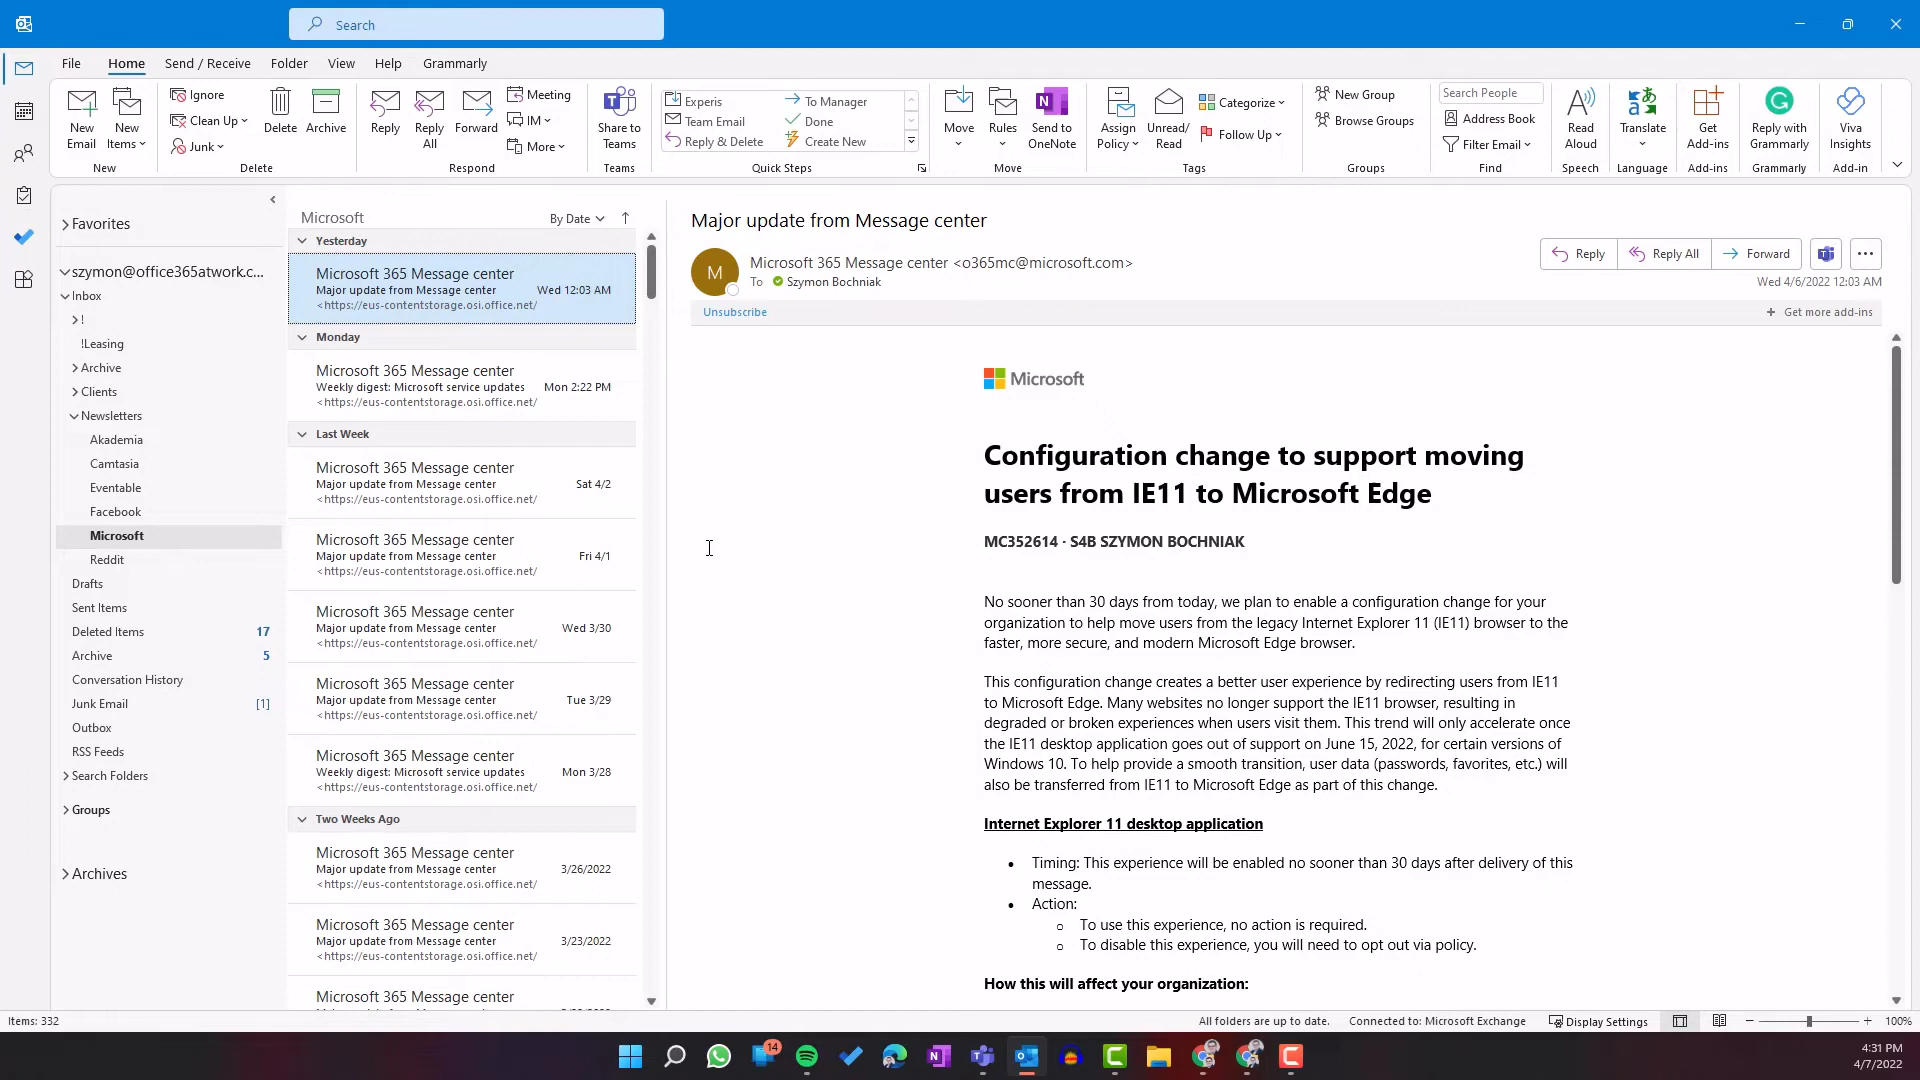 Search
File Home Send / Receive Folder View Help Grammarly
New Email
New Items
New
Ignore
Clean Up
Junk
Delete
Archive
Delete
Reply
Reply All
Forward
Meeting
IM
More
Respond
Share to Teams
Teams
Experis
Team Email
Reply & Delete
To Manager
Done
Create New
Quick Steps
Move
Rules
Send to OneNote
Move
Assign Policy
Unread/ Read
Categorize
Follow Up
Tags
New Group
Browse Groups
Groups
Search People
Address Book
Filter Email
Find
Read Aloud
Speech
Translate
Language
Get Add-ins
Add-ins
Reply with Grammarly
Grammarly
Viva Insights
Add-in
Favorites
szymon@office365atwork.c...
Inbox
!
!Leasing
Archive
Clients
Newsletters
Akademia
Camtasia
Eventable
Facebook
Microsoft
Reddit
Drafts
Sent Items
Deleted Items 17
Archive 5
Conversation History
Junk Email [1]
Outbox
RSS Feeds
Search Folders
Groups
Archives
Microsoft By Date
Yesterday
Microsoft 365 Message center
Major update from Message center Wed 12:03 AM
<https://eus-contentstorage.osi.office.net/
Monday
Microsoft 365 Message center
Weekly digest: Microsoft service updates Mon 2:22 PM
<https://eus-contentstorage.osi.office.net/
Last Week
Microsoft 365 Message center
Major update from Message center Sat 4/2
<https://eus-contentstorage.osi.office.net/
Microsoft 365 Message center
Major update from Message center Fri 4/1
<https://eus-contentstorage.osi.office.net/
Microsoft 365 Message center
Major update from Message center Wed 3/30
<https://eus-contentstorage.osi.office.net/
Microsoft 365 Message center
Major update from Message center Tue 3/29
<https://eus-contentstorage.osi.office.net/
Microsoft 365 Message center
Weekly digest: Microsoft service updates Mon 3/28
<https://eus-contentstorage.osi.office.net/
Two Weeks Ago
Microsoft 365 Message center
Major update from Message center 3/26/2022
<https://eus-contentstorage.osi.office.net/
Microsoft 365 Message center
Major update from Message center 3/23/2022
<https://eus-contentstorage.osi.office.net/
Microsoft 365 Message center
Major update from Message center
M
Microsoft 365 Message center <o365mc@microsoft.com>
To Szymon Bochniak
Reply Reply All Forward
Wed 4/6/2022 12:03 AM
Unsubscribe + Get more add-ins
Microsoft
Configuration change to support moving
users from IE11 to Microsoft Edge
MC352614 · S4B SZYMON BOCHNIAK
No sooner than 30 days from today, we plan to enable a configuration change for your
organization to help move users from the legacy Internet Explorer 11 (IE11) browser to the
faster, more secure, and modern Microsoft Edge browser.
This configuration change creates a better user experience by redirecting users from IE11
to Microsoft Edge. Many websites no longer support the IE11 browser, resulting in
degraded or broken experiences when users visit them. This trend will only accelerate once
the IE11 desktop application goes out of support on June 15, 2022, for certain versions of
Windows 10. To help provide a smooth transition, user data (passwords, favorites, etc.) will
also be transferred from IE11 to Microsoft Edge as part of this change.
Internet Explorer 11 desktop application
• Timing: This experience will be enabled no sooner than 30 days after delivery of this
message.
• Action:
o To use this experience, no action is required.
o To disable this experience, you will need to opt out via policy.
How this will affect your organization:
Items: 332 All folders are up to date. Connected to: Microsoft Exchange Display Settings 100%
14
4:31 PM
4/7/2022